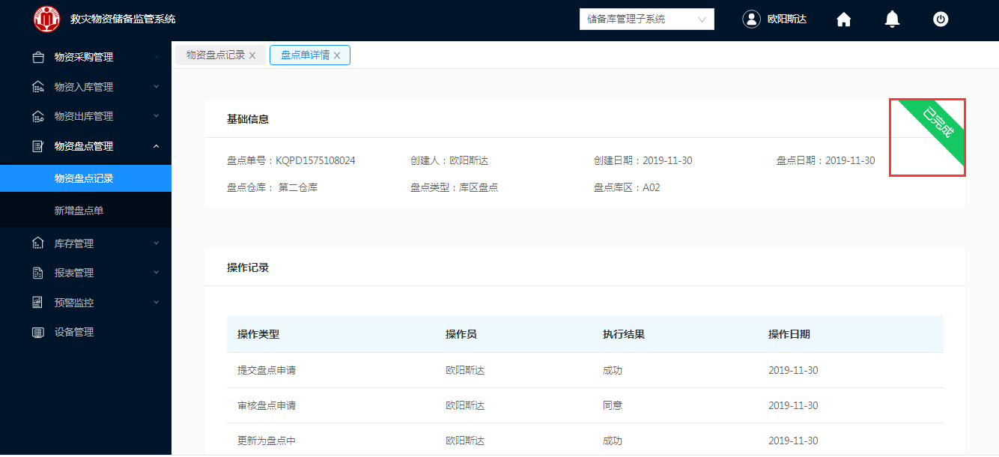 救灾物资储备监管系统
储备库管理子系统
欧阳斯达
物资采购管理
物资入库管理
物资出库管理
物资盘点管理
物资盘点记录
新增盘点单
库存管理
报表管理
预警监控
设备管理
物资盘点记录 X
盘点单详情 X
基础信息
已完成
盘点单号：KQPD1575108024 创建人：欧阳斯达 创建日期：2019-11-30 盘点日期：2019-11-30
盘点仓库： 第二仓库 盘点类型：库区盘点 盘点库区：A02
操作记录
操作类型 操作员 执行结果 操作日期
提交盘点申请 欧阳斯达 成功 2019-11-30
审核盘点申请 欧阳斯达 同意 2019-11-30
更新为盘点中 欧阳斯达 成功 2019-11-30